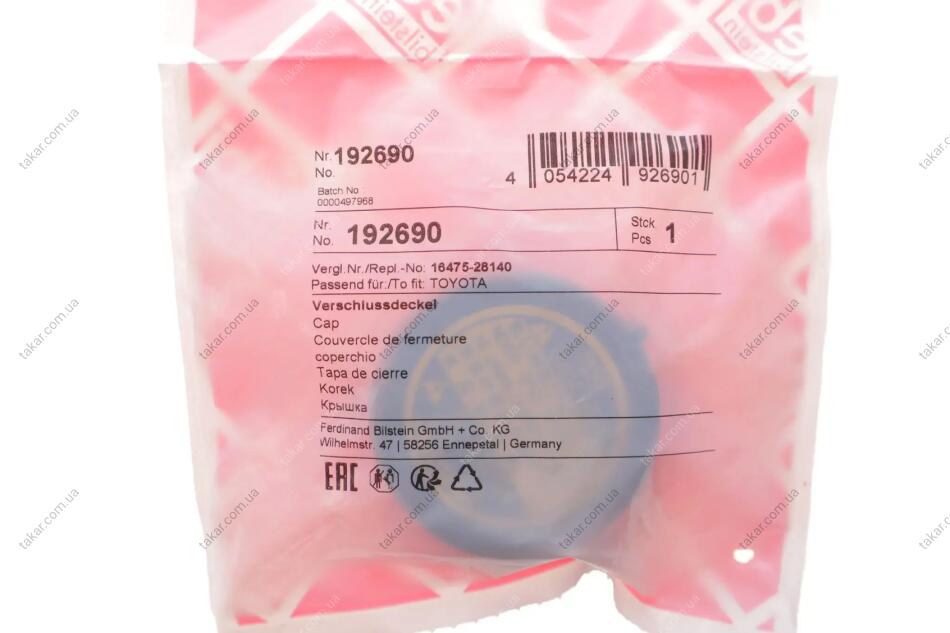 Nr. 192690
No.
Batch No
0000497968
4 054224 926901
Nr.
No. 192690
Stck
Pcs 1
Vergl.Nr./Repl.-No: 16475-28140
Passend für:/To fit: TOYOTA
Verschlussdeckel
Cap
Couvercle de fermeture
coperchio
Tapa de cierre
Korek
Крышка
Ferdinand Bilstein GmbH + Co. KG
Wilhelmstr. 47 | 58256 Ennepetal | Germany
EAC
takar.com.ua